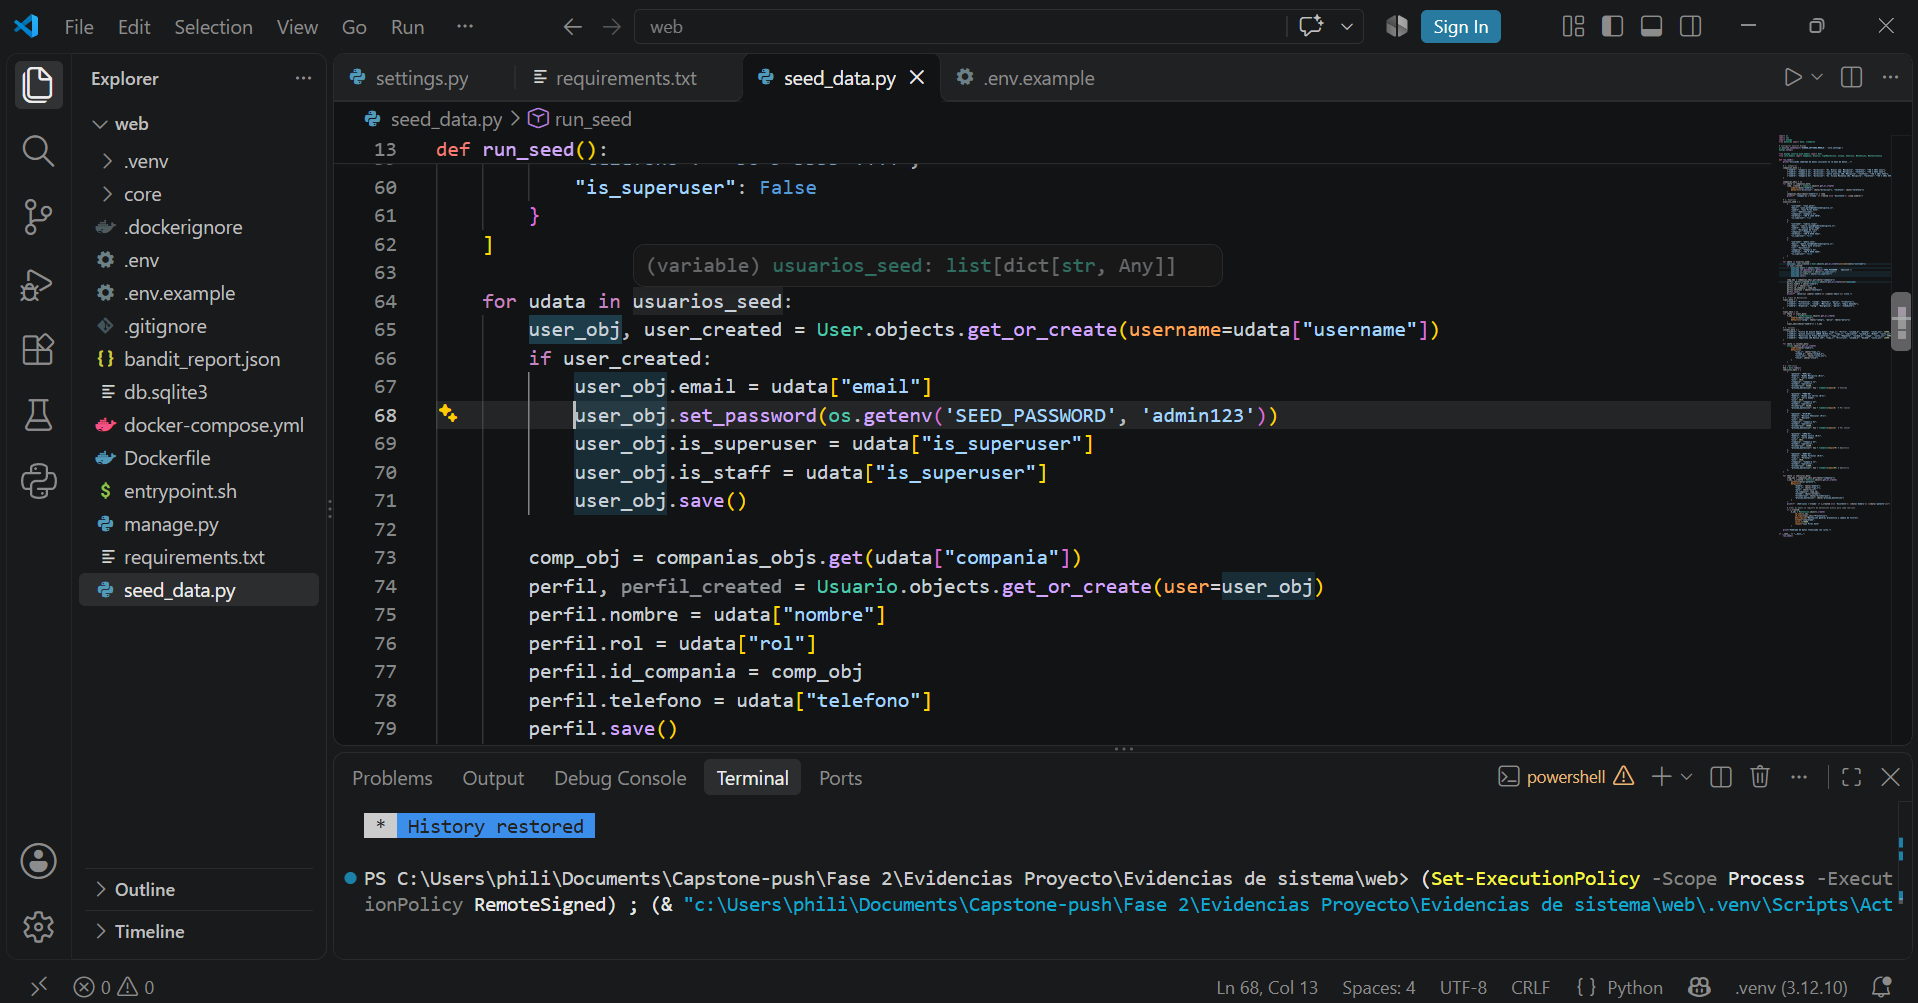 File Edit Selection View Go Run ··· web Sign In
Explorer ···
settings.py requirements.txt seed_data.py .env.example
seed_data.py > run_seed
web
.venv
core
.dockerignore
.env
.env.example
.gitignore
bandit_report.json
db.sqlite3
docker-compose.yml
Dockerfile
entrypoint.sh
manage.py
requirements.txt
seed_data.py
Outline
Timeline
13 def run_seed():
60 "is_superuser": False
61 }
62 ]
(variable) usuarios_seed: list[dict[str, Any]]
63
64 for udata in usuarios_seed:
65 user_obj, user_created = User.objects.get_or_create(username=udata["username"])
66 if user_created:
67 user_obj.email = udata["email"]
68 user_obj.set_password(os.getenv('SEED_PASSWORD', 'admin123'))
69 user_obj.is_superuser = udata["is_superuser"]
70 user_obj.is_staff = udata["is_superuser"]
71 user_obj.save()
72
73 comp_obj = companias_objs.get(udata["compania"])
74 perfil, perfil_created = Usuario.objects.get_or_create(user=user_obj)
75 perfil.nombre = udata["nombre"]
76 perfil.rol = udata["rol"]
77 perfil.id_compania = comp_obj
78 perfil.telefono = udata["telefono"]
79 perfil.save()
Problems Output Debug Console Terminal Ports powershell
* History restored
PS C:\Users\phili\Documents\Capstone-push\Fase 2\Evidencias Proyecto\Evidencias de sistema\web> (Set-ExecutionPolicy -Scope Process -Execut
ionPolicy RemoteSigned) ; (& "c:\Users\phili\Documents\Capstone-push\Fase 2\Evidencias Proyecto\Evidencias de sistema\web\.venv\Scripts\Act
0 0 Ln 68, Col 13 Spaces: 4 UTF-8 CRLF { } Python .venv (3.12.10)